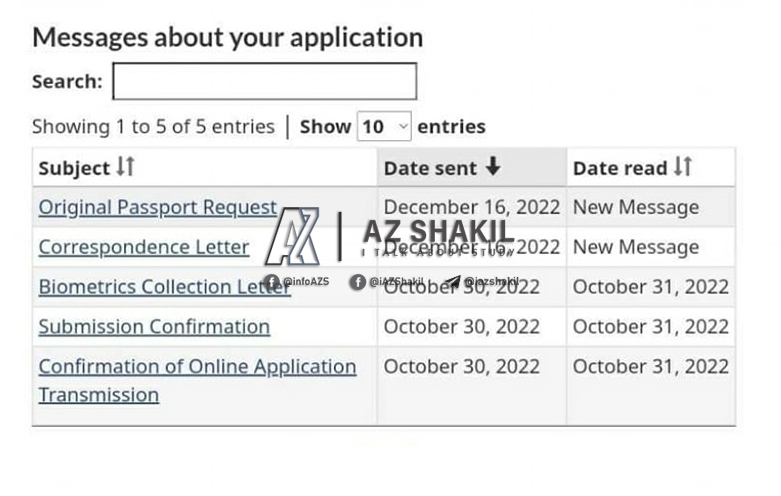 Messages about your application
Search:
Showing 1 to 5 of 5 entries | Show 10 entries
Subject Date sent Date read
Original Passport Request December 16, 2022 New Message
Correspondence Letter December 16, 2022 New Message
AZ | AZ SHAKIL
I TALK ABOUT STUDY
@infoAZS @iAZShakil @iazshakil
Biometrics Collection Letter October 30, 2022 October 31, 2022
Submission Confirmation October 30, 2022 October 31, 2022
Confirmation of Online Application October 30, 2022 October 31, 2022
Transmission